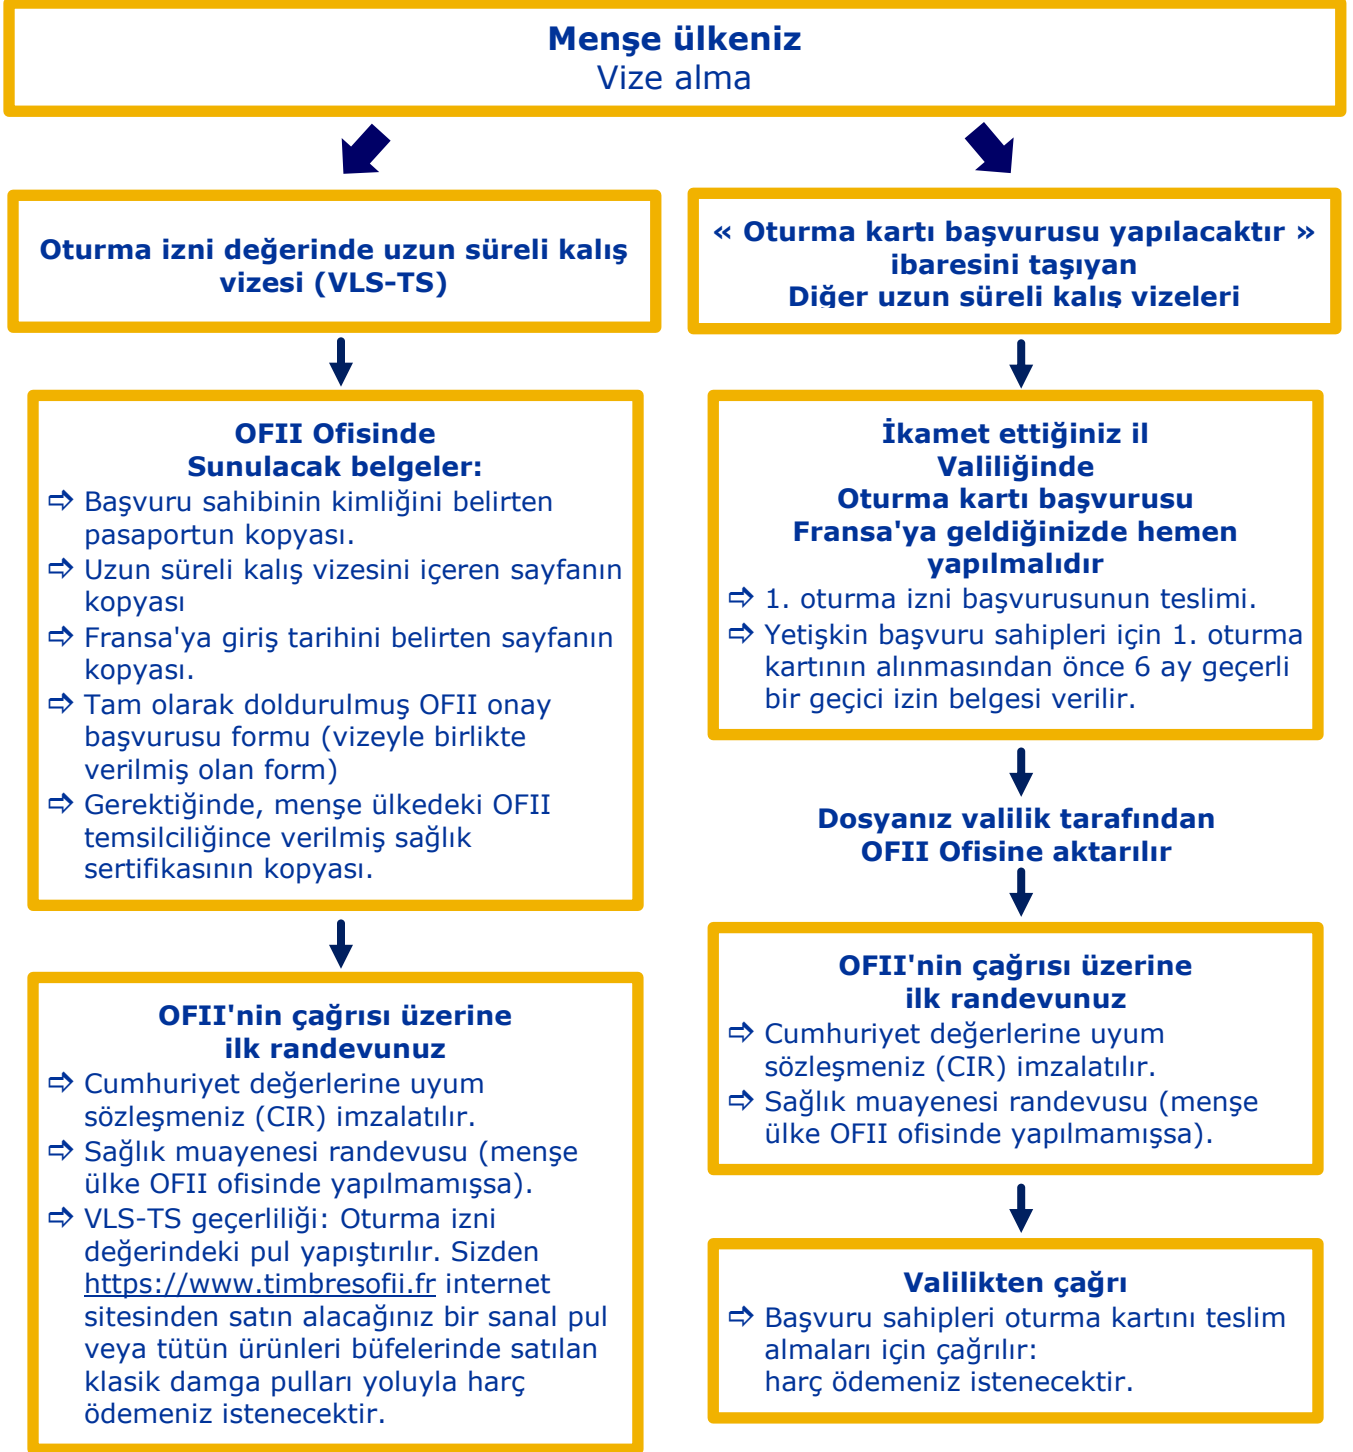 Menşe ülkeniz
Vize alma
Oturma izni değerinde uzun süreli kalış
vizesi (VLS-TS)
OFII Ofisinde
Sunulacak belgeler:
⇨ Başvuru sahibinin kimliğini belirten
pasaportun kopyası.
⇨ Uzun süreli kalış vizesini içeren sayfanın
kopyası
⇨ Fransa'ya giriş tarihini belirten sayfanın
kopyası.
⇨ Tam olarak doldurulmuş OFII onay
başvurusu formu (vizeyle birlikte
verilmiş olan form)
⇨ Gerektiğinde, menşe ülkedeki OFII
temsilciliğince verilmiş sağlık
sertifikasının kopyası.
OFII'nin çağrısı üzerine
ilk randevunuz
⇨ Cumhuriyet değerlerine uyum
sözleşmeniz (CIR) imzalatılır.
⇨ Sağlık muayenesi randevusu (menşe
ülke OFII ofisinde yapılmamışsa).
⇨ VLS-TS geçerliliği: Oturma izni
değerindeki pul yapıştırılır. Sizden
https://www.timbresofii.fr internet
sitesinden satın alacağınız bir sanal pul
veya tütün ürünleri büfelerinde satılan
klasik damga pulları yoluyla harç
ödemeniz istenecektir.
« Oturma kartı başvurusu yapılacaktır »
ibaresini taşıyan
Diğer uzun süreli kalış vizeleri
İkamet ettiğiniz il
Valiliğinde
Oturma kartı başvurusu
Fransa'ya geldiğinizde hemen
yapılmalıdır
⇨ 1. oturma izni başvurusunun teslimi.
⇨ Yetişkin başvuru sahipleri için 1. oturma
kartının alınmasından önce 6 ay geçerli
bir geçici izin belgesi verilir.
Dosyanız valilik tarafından
OFII Ofisine aktarılır
OFII'nin çağrısı üzerine
ilk randevunuz
⇨ Cumhuriyet değerlerine uyum
sözleşmeniz (CIR) imzalatılır.
⇨ Sağlık muayenesi randevusu (menşe
ülke OFII ofisinde yapılmamışsa).
Valilikten çağrı
⇨ Başvuru sahipleri oturma kartını teslim
almaları için çağrılır:
harç ödemeniz istenecektir.